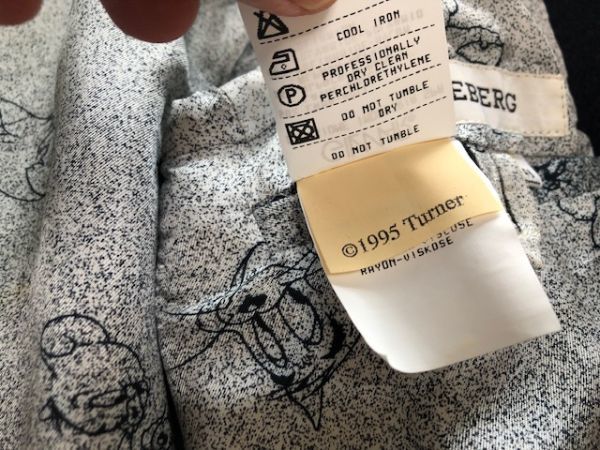 COOL IRON
PROFESSIONALLY
DRY CLEAN
PERCHLORETHYLENE
P
DO NOT TUMBLE
DRY
DO NOT TUMBLE
EBERG
©1995 Turner
RAYON-VISKOSE